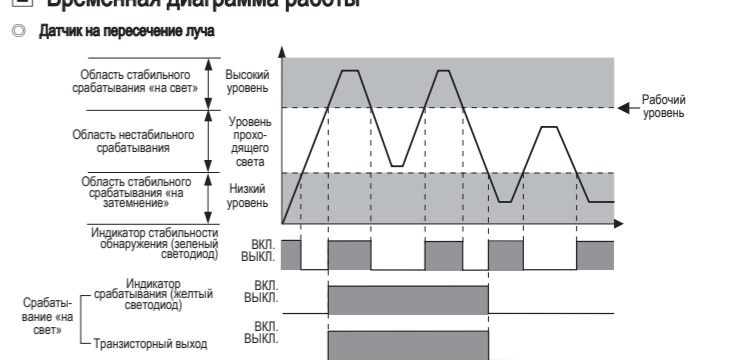 Временная диаграмма работы
Датчик на пересечение луча
Область стабильного
срабатывания «на свет»
Высокий
уровень
Рабочий
уровень
Область нестабильного
срабатывания
Уровень
прохо-
дящего
света
Область стабильного
срабатывания «на
затемнение»
Низкий
уровень
Индикатор стабильности
обнаружения (зеленый
светодиод)
ВКЛ.
ВЫКЛ.
Индикатор
срабатывания (желтый
светодиод)
ВКЛ.
ВЫКЛ.
Срабаты-
вание «на
свет»
Транзисторный выход
ВКЛ.
ВЫКЛ.